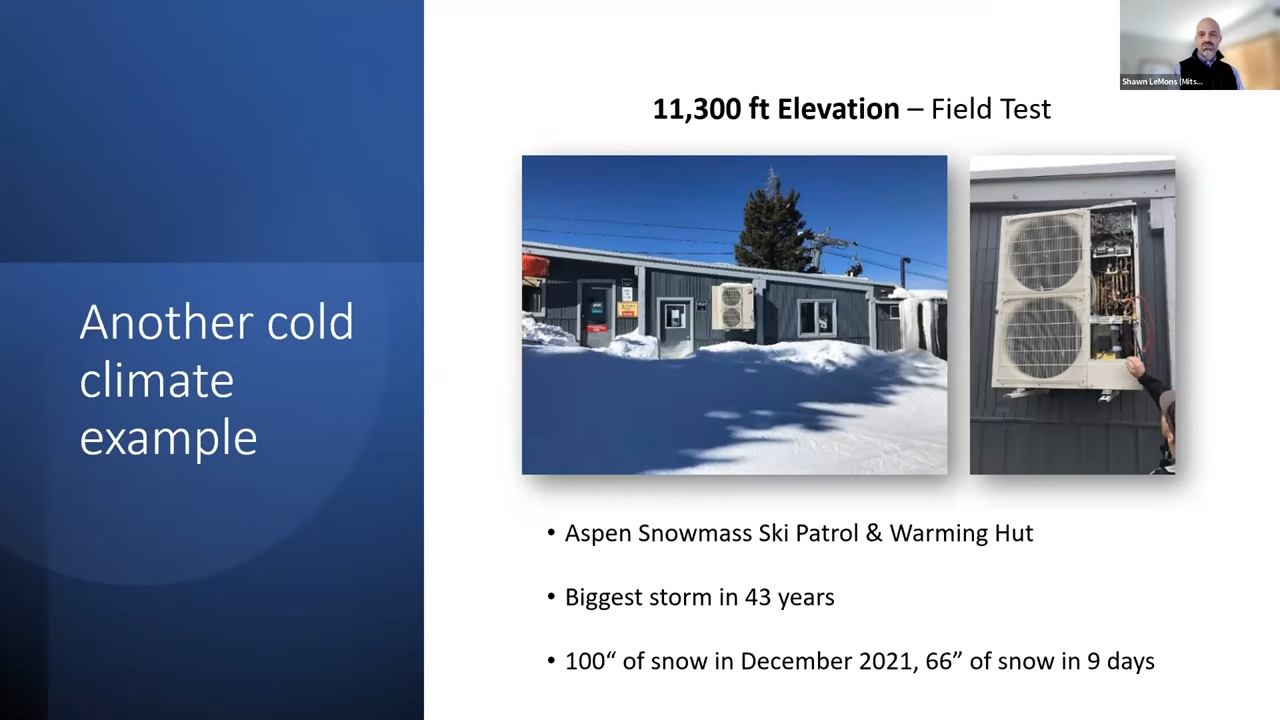 Shawn LeMons (Mits...
11,300 ft Elevation – Field Test
Another cold
climate
example
• Aspen Snowmass Ski Patrol & Warming Hut
• Biggest storm in 43 years
• 100“ of snow in December 2021, 66” of snow in 9 days